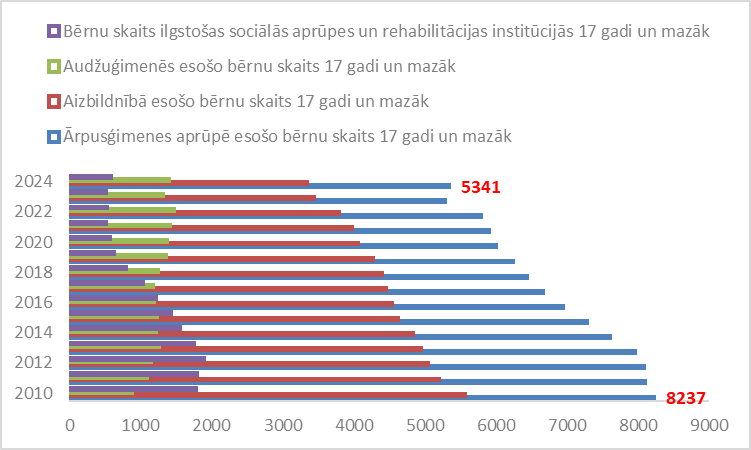 Bērnu skaits ilgstošas sociālās aprūpes un rehabilitācijas institūcijās 17 gadi un mazāk
Audžuģimenēs esošo bērnu skaits 17 gadi un mazāk
Aizbildnībā esošo bērnu skaits 17 gadi un mazāk
Ārpusģimenes aprūpē esošo bērnu skaits 17 gadi un mazāk
2024
5341
2022
2020
2018
2016
2014
2012
2010
8237
0 1000 2000 3000 4000 5000 6000 7000 8000 9000